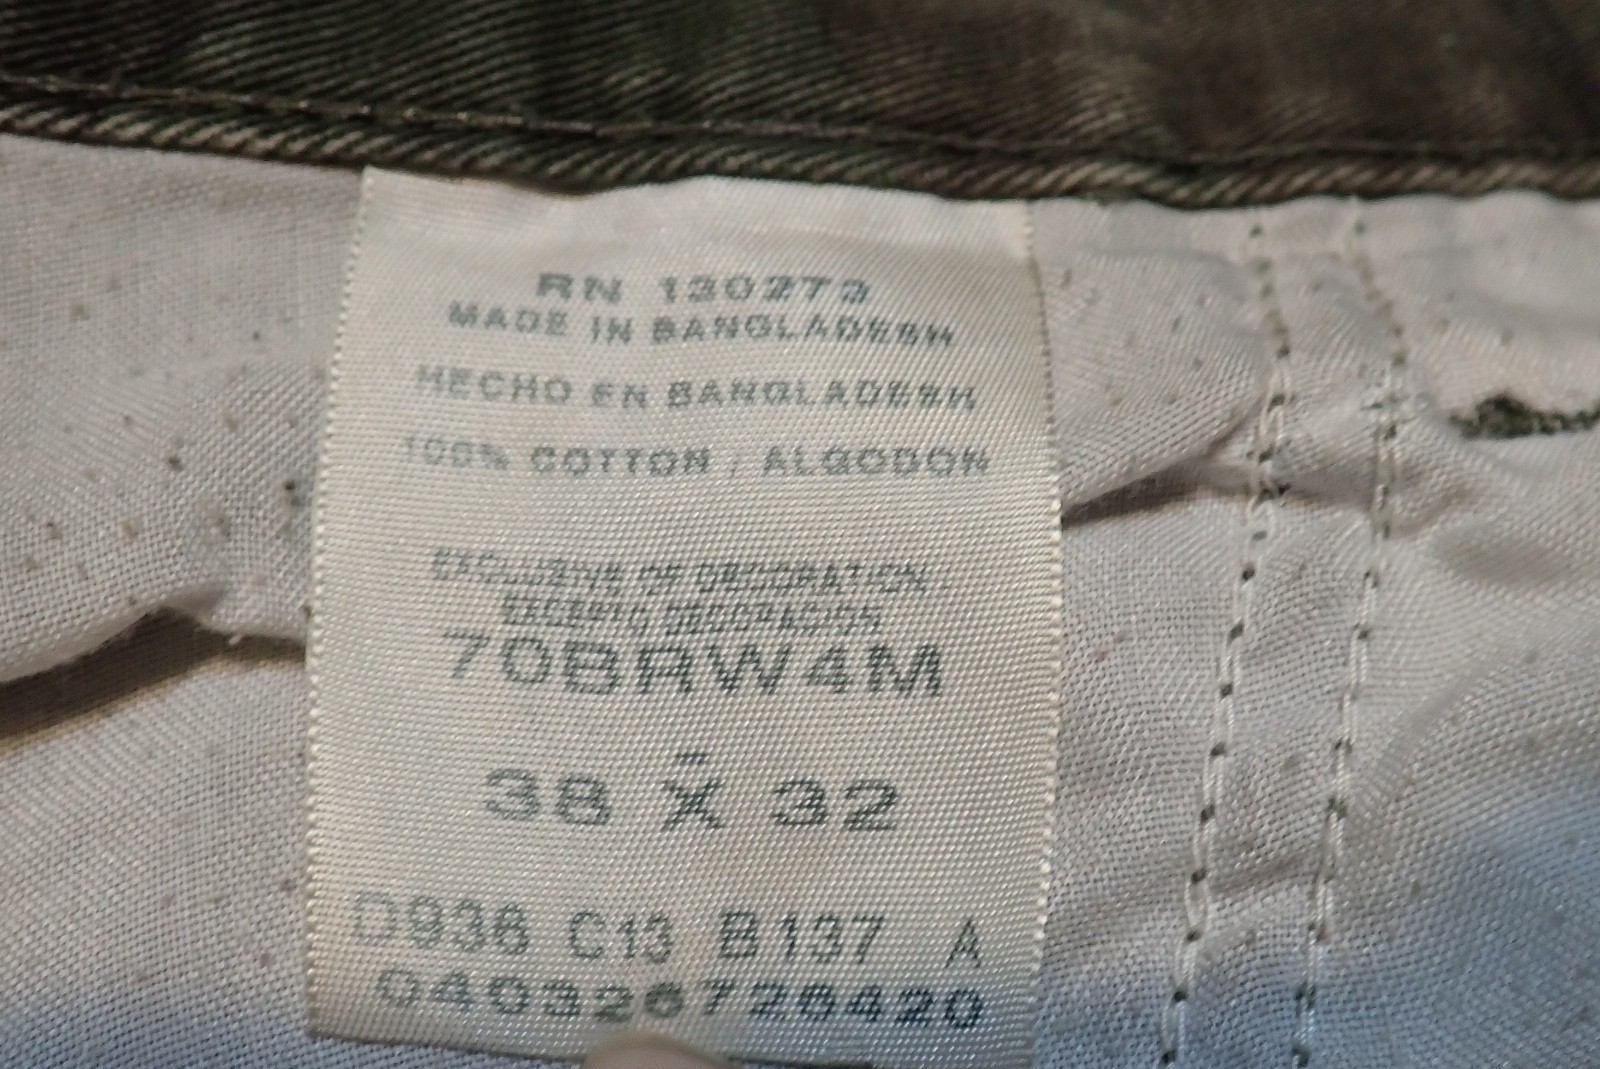 RN 130273
MADE IN BANGLADESH
HECHO EN BANGLADESH
100% COTTON , ALGODON
EXCLUSIVE OF DECORATION
EXCEPTO DECORACION
70BRW4M
38 X 32
D936 C13 B137 A
040326726420